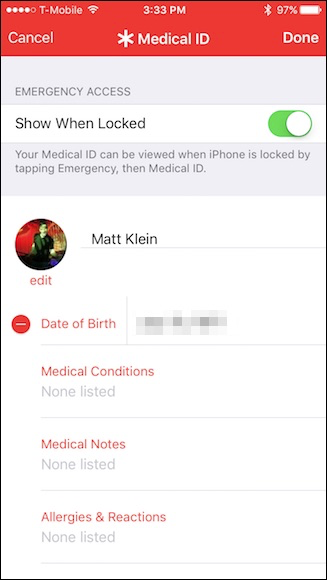 T-Mobile 3:33 PM 97%
Cancel Medical ID Done
EMERGENCY ACCESS
Show When Locked
Your Medical ID can be viewed when iPhone is locked by
tapping Emergency, then Medical ID.
Matt Klein
edit
Date of Birth
Medical Conditions
None listed
Medical Notes
None listed
Allergies & Reactions
None listed